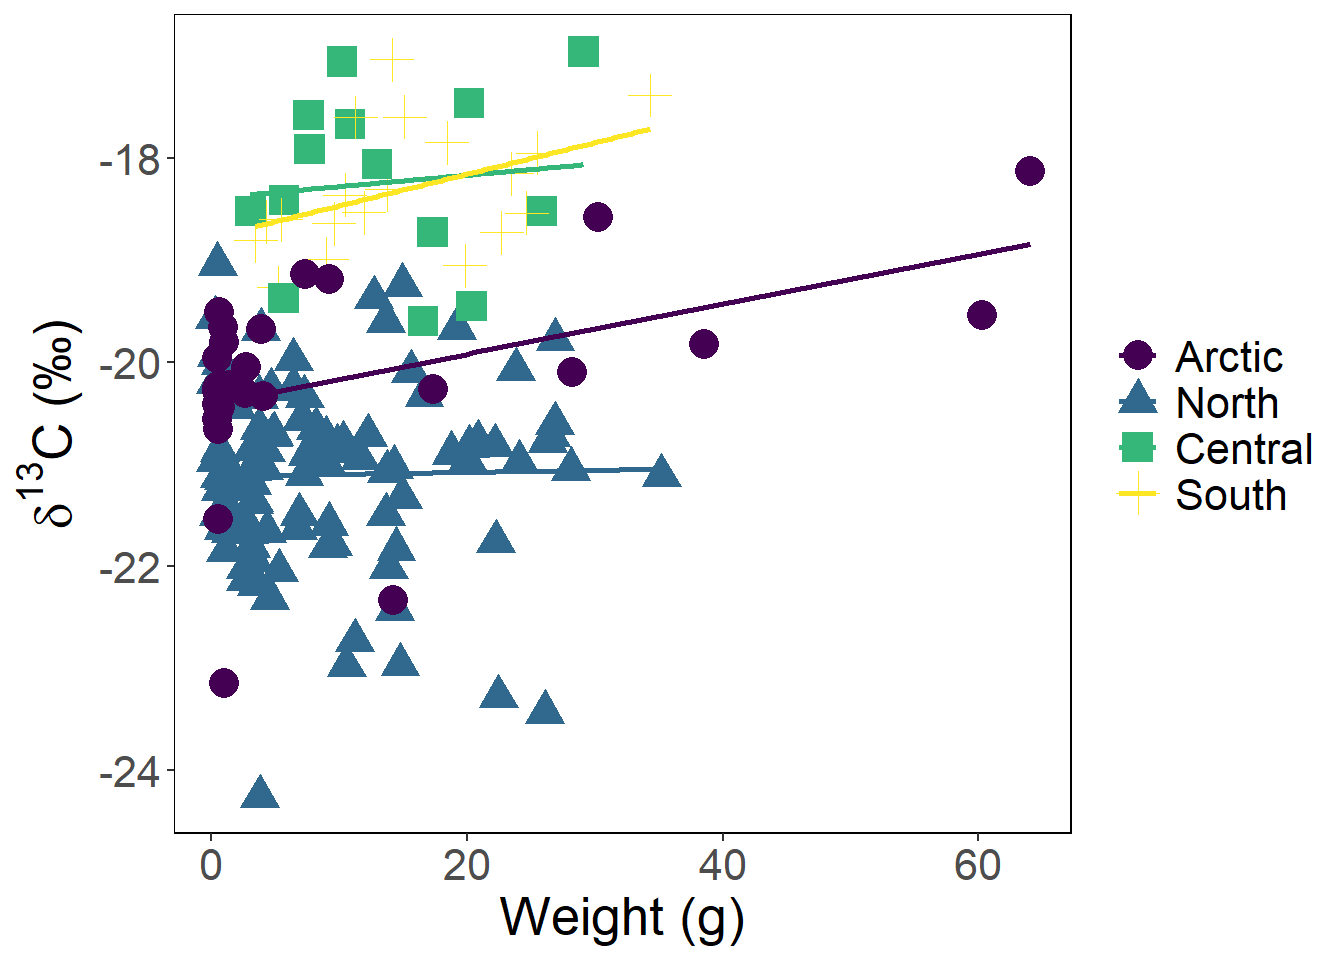 δ¹³C (‰)
-18
-20
-22
-24
0 20 40 60
Weight (g)
Arctic
North
Central
South